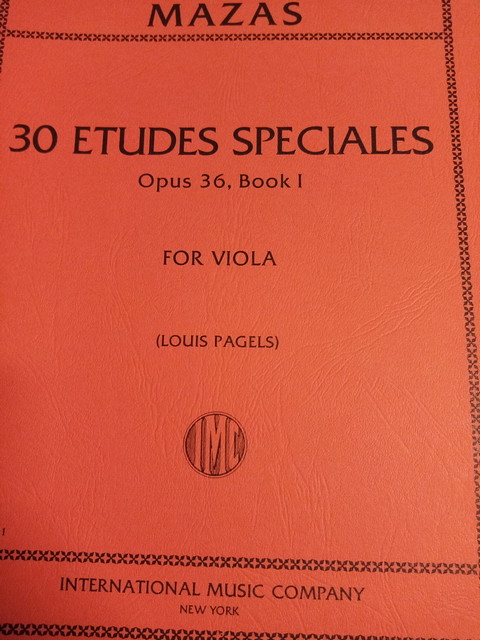 MAZAS
30 ETUDES SPECIALES
Opus 36, Book I
FOR VIOLA
(LOUIS PAGELS)
IMC
INTERNATIONAL MUSIC COMPANY
NEW YORK